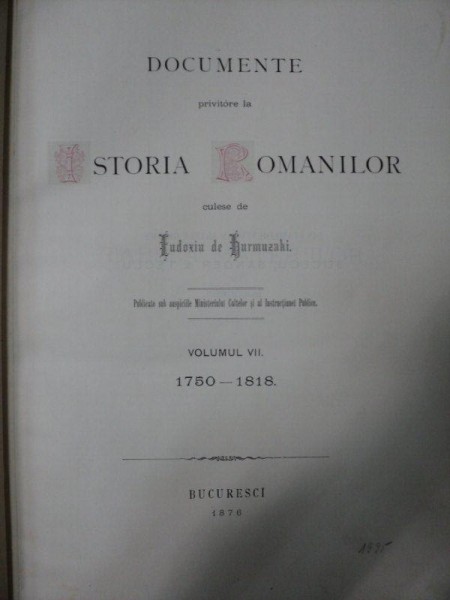 DOCUMENTE
privitóre la
ISTORIA ROMANILOR
culese de
Eudoxiu de Hurmuzaki.
Publicate sub auspiciile Ministeriului Cultelor și al Instrucțiunei Publice.
VOLUMUL VII.
1750 — 1818.
BUCURESCI
1876